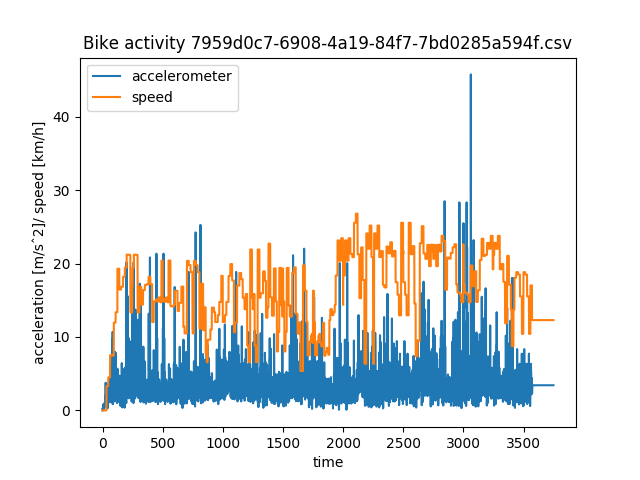 Bike activity 7959d0c7-6908-4a19-84f7-7bd0285a594f.csv
accelerometer
speed
acceleration [m/s^2]/ speed [km/h]
40
30
20
10
0
0 500 1000 1500 2000 2500 3000 3500
time